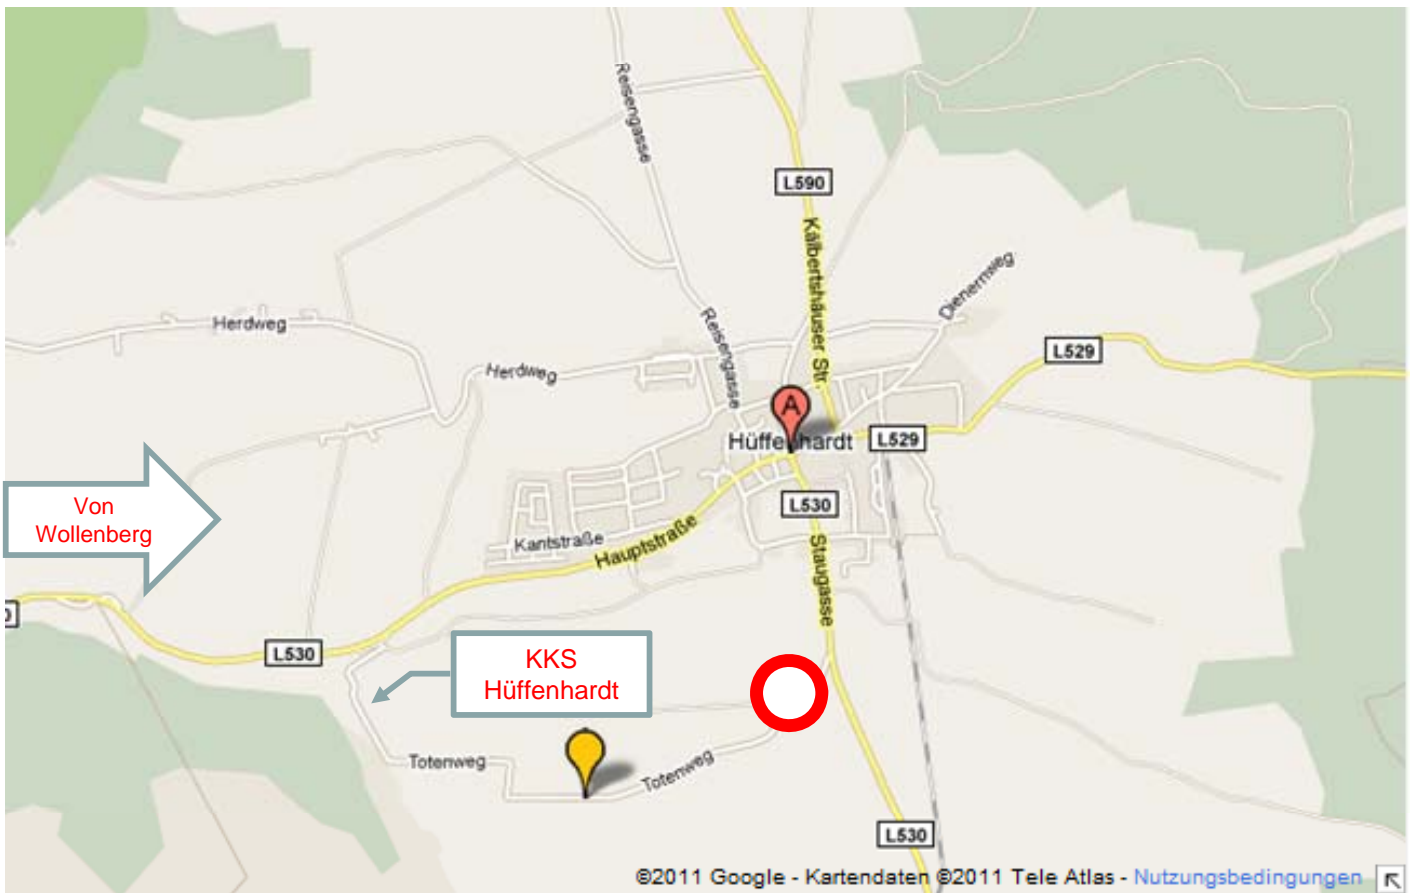 Reisengasse
L590
Kälbertshäuser Str.
Dienernweg
Herdweg
Reisengasse
L529
Herdweg
A
Hüffenhardt
L529
Von
Wollenberg
L530
Kantstraße
Hauptstraße
Staugasse
L530
KKS
Hüffenhardt
Totenweg
Totenweg
L530
©2011 Google - Kartendaten ©2011 Tele Atlas - Nutzungsbedingungen